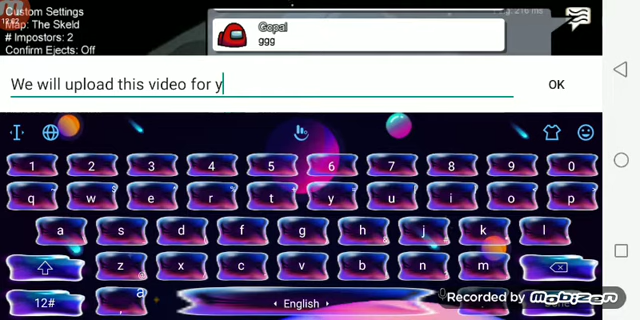 Custom Settings
Map: The Skeld
# Impostors: 2
Confirm Ejects: Off
Gopal
ggg
We will upload this video for y
OK
1 2 3 4 5 6 7 8 9 0
q w e r t y u i o p
a s d f g h j k l
z x c v b n m
12# , English
Recorded by mobizen